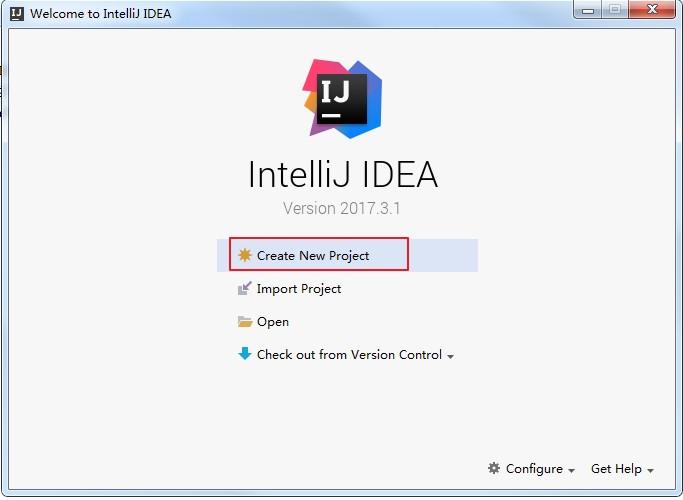 IJ Welcome to IntelliJ IDEA
IJ
IntelliJ IDEA
Version 2017.3.1
Create New Project
Import Project
Open
Check out from Version Control
Configure Get Help